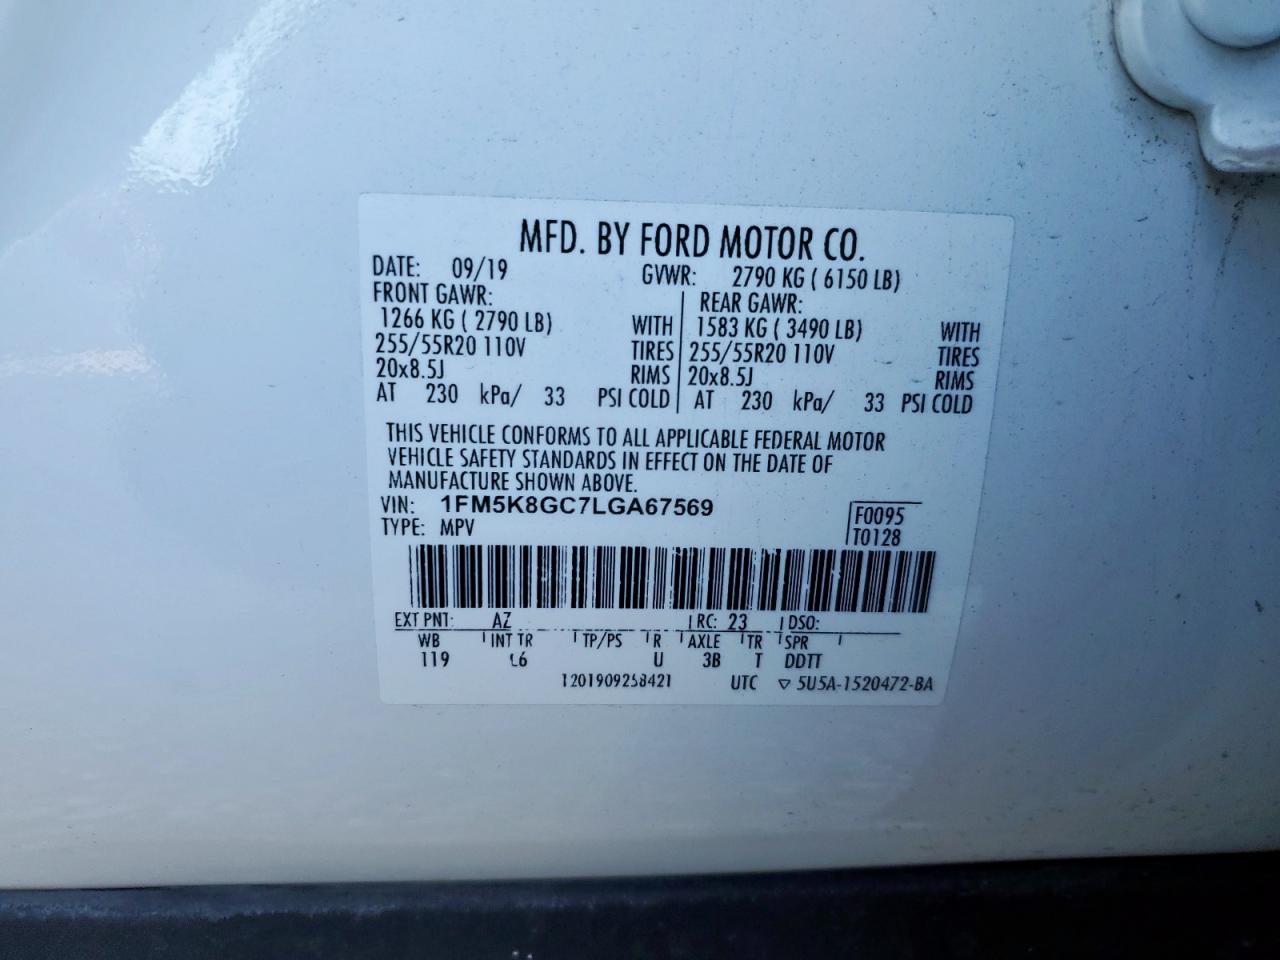 MFD. BY FORD MOTOR CO.
DATE: 09/19 GVWR: 2790 KG ( 6150 LB)
FRONT GAWR: REAR GAWR:
1266 KG ( 2790 LB) WITH 1583 KG ( 3490 LB) WITH
255/55R20 110V TIRES 255/55R20 110V TIRES
20x8.5J RIMS 20x8.5J RIMS
AT 230 kPa/ 33 PSI COLD AT 230 kPa/ 33 PSI COLD
THIS VEHICLE CONFORMS TO ALL APPLICABLE FEDERAL MOTOR
VEHICLE SAFETY STANDARDS IN EFFECT ON THE DATE OF
MANUFACTURE SHOWN ABOVE.
VIN: 1FM5K8GC7LGA67569 F0095
TYPE: MPV T0128
EXT PNT: AZ RC: 23 DSO:
WB INT TR TP/PS R AXLE TR SPR
119 L6 U 3B T DDTT
1201909258421 UTC ▽ 5U5A-1520472-BA